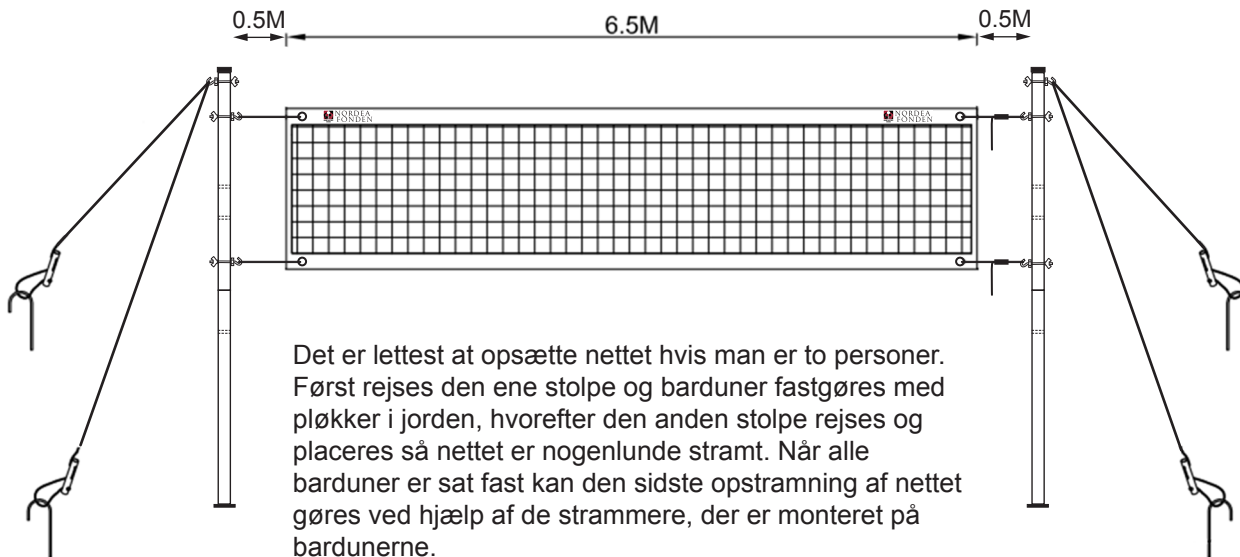 0.5M 6.5M 0.5M
NORDEA FONDEN NORDEA FONDEN
Det er lettest at opsætte nettet hvis man er to personer.
Først rejses den ene stolpe og barduner fastgøres med
pløkker i jorden, hvorefter den anden stolpe rejses og
placeres så nettet er nogenlunde stramt. Når alle
barduner er sat fast kan den sidste opstramning af nettet
gøres ved hjælp af de strammere, der er monteret på
bardunerne.